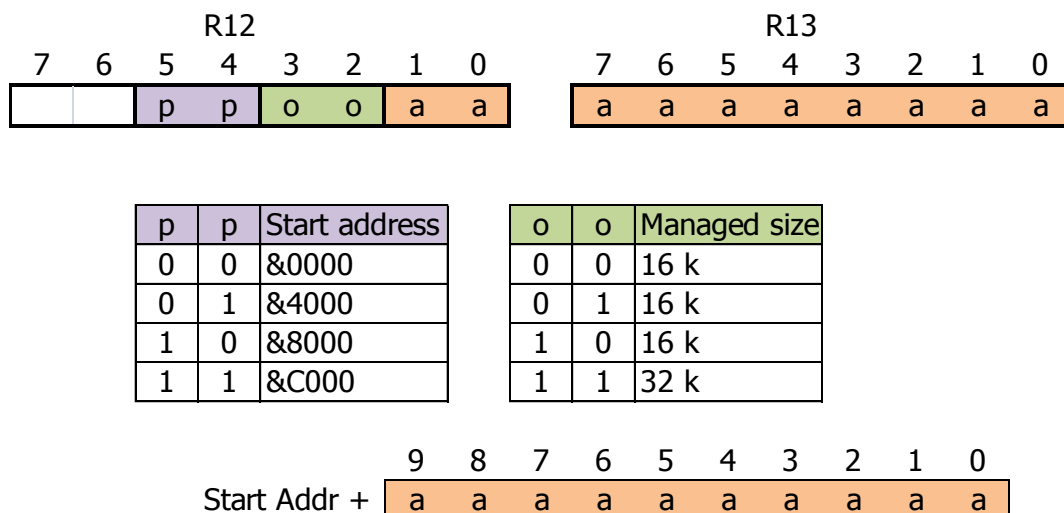 R12 R13
7 6 5 4 3 2 1 0 7 6 5 4 3 2 1 0
p p o o a a a a a a a a a a
p p Start address o o Managed size
0 0 &0000 0 0 16 k
0 1 &4000 0 1 16 k
1 0 &8000 1 0 16 k
1 1 &C000 1 1 32 k
9 8 7 6 5 4 3 2 1 0
Start Addr + a a a a a a a a a a